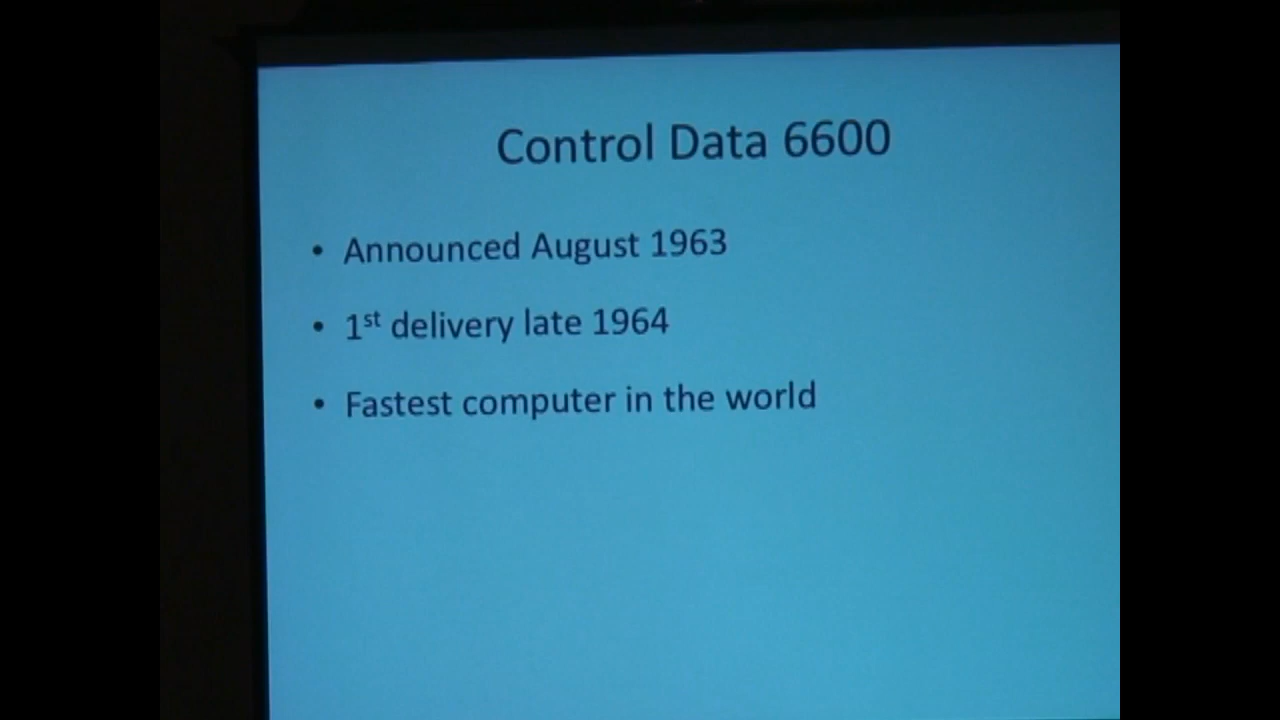 Control Data 6600
• Announced August 1963
• 1st delivery late 1964
• Fastest computer in the world